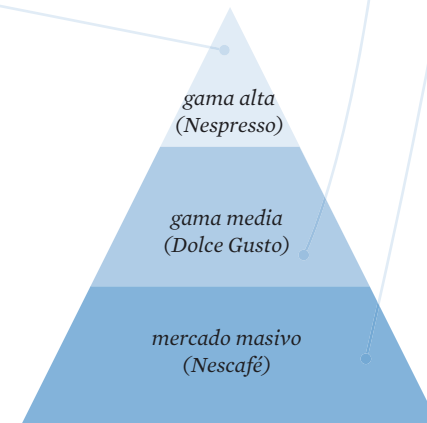 gama alta
(Nespresso)
gama media
(Dolce Gusto)
mercado masivo
(Nescafé)